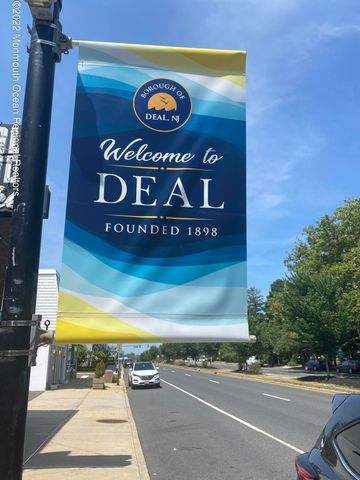 ©2022 Monmouth Ocean Regional Realtors
BOROUGH OF
DEAL, NJ
Welcome to
DEAL
FOUNDED 1898